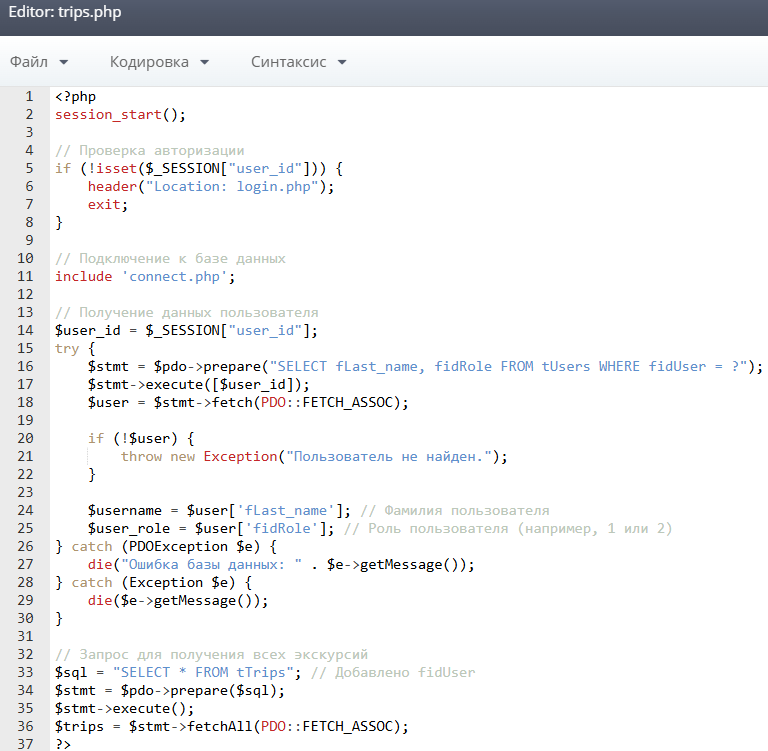 Editor: trips.php
Файл Кодировка Синтаксис
1 <?php
2 session_start();
3
4 // Проверка авторизации
5 if (!isset($_SESSION["user_id"])) {
6 header("Location: login.php");
7 exit;
8 }
9
10 // Подключение к базе данных
11 include 'connect.php';
12
13 // Получение данных пользователя
14 $user_id = $_SESSION["user_id"];
15 try {
16 $stmt = $pdo->prepare("SELECT fLast_name, fidRole FROM tUsers WHERE fidUser = ?");
17 $stmt->execute([$user_id]);
18 $user = $stmt->fetch(PDO::FETCH_ASSOC);
19
20 if (!$user) {
21 throw new Exception("Пользователь не найден.");
22 }
23
24 $username = $user['fLast_name']; // Фамилия пользователя
25 $user_role = $user['fidRole']; // Роль пользователя (например, 1 или 2)
26 } catch (PDOException $e) {
27 die("Ошибка базы данных: " . $e->getMessage());
28 } catch (Exception $e) {
29 die($e->getMessage());
30 }
31
32 // Запрос для получения всех экскурсий
33 $sql = "SELECT * FROM tTrips"; // Добавлено fidUser
34 $stmt = $pdo->prepare($sql);
35 $stmt->execute();
36 $trips = $stmt->fetchAll(PDO::FETCH_ASSOC);
37 ?>